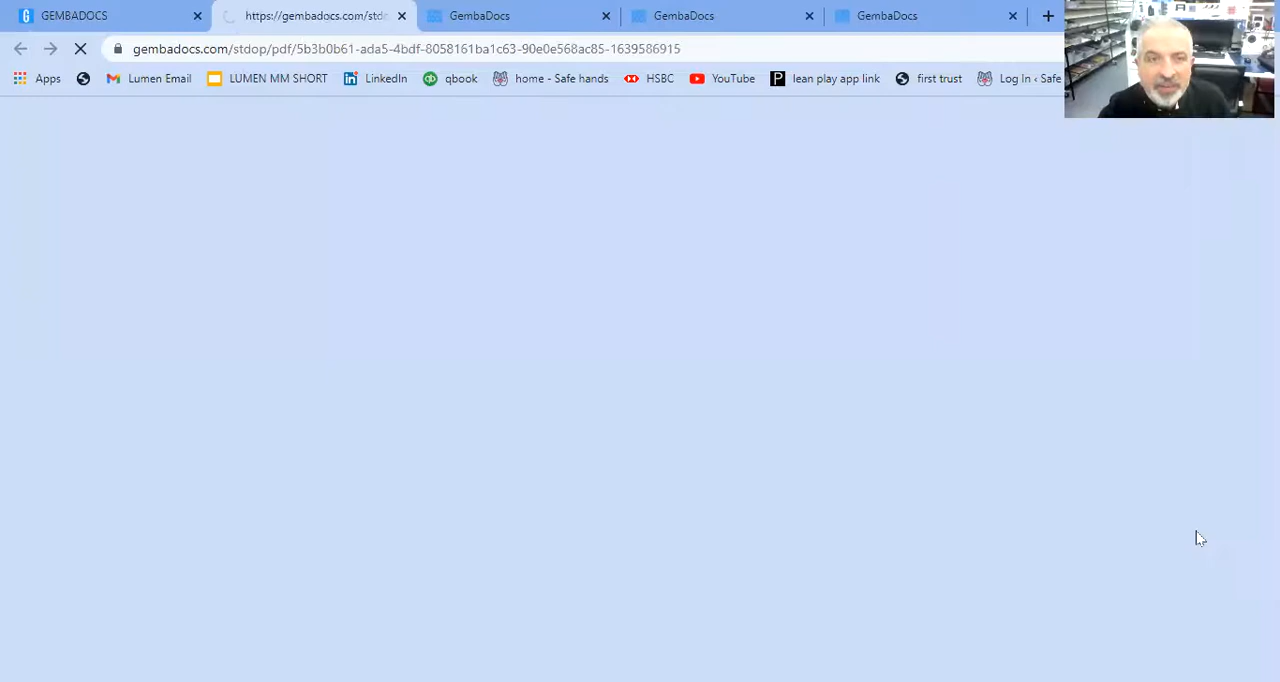 GEMBADOCS
https://gembadocs.com/std
GembaDocs
GembaDocs
GembaDocs
gembadocs.com/stdop/pdf/5b3b0b61-ada5-4bdf-8058161ba1c63-90e0e568ac85-1639586915
Apps
Lumen Email
LUMEN MM SHORT
LinkedIn
qbook
home - Safe hands
HSBC
YouTube
lean play app link
first trust
Log In ‹ Safe